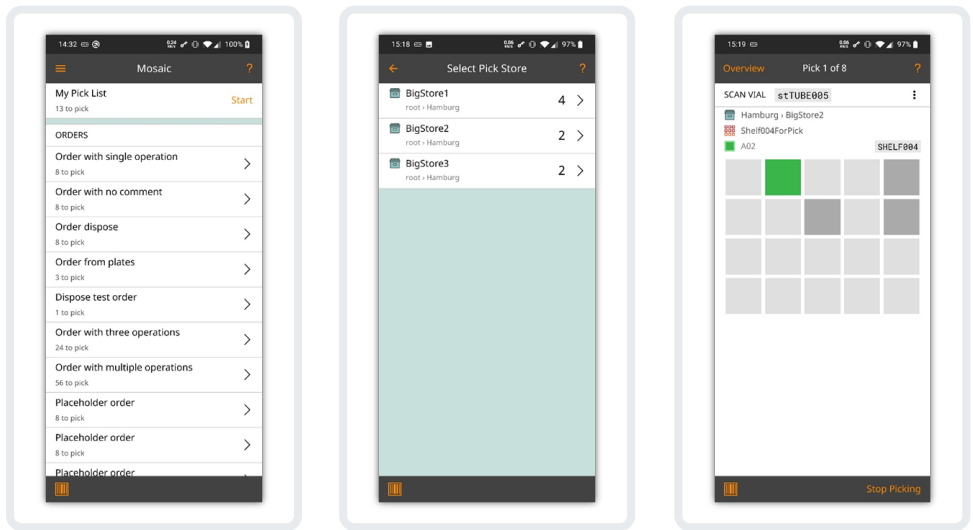 14:32
100%
Mosaic
?
My Pick List
13 to pick
Start
ORDERS
Order with single operation
8 to pick
Order with no comment
8 to pick
Order dispose
8 to pick
Order from plates
3 to pick
Dispose test order
1 to pick
Order with three operations
24 to pick
Order with multiple operations
56 to pick
Placeholder order
8 to pick
Placeholder order
8 to pick
Placeholder order
15:18
97%
Select Pick Store
?
BigStore1
root › Hamburg
4
BigStore2
root › Hamburg
2
BigStore3
root › Hamburg
2
15:19
97%
Overview
Pick 1 of 8
?
SCAN VIAL stTUBE005
Hamburg › BigStore2
Shelf004ForPick
A02
SHELF004
Stop Picking